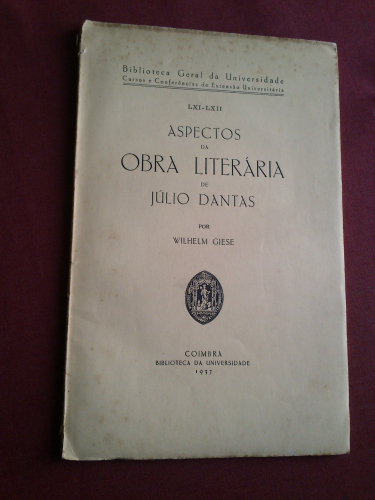 Biblioteca Geral da Universidade
Cursos e Conferências de Extensão Universitária
LXI-LXII
ASPECTOS
DA
OBRA LITERÁRIA
DE
JÚLIO DANTAS
POR
WILHELM GIESE
COIMBRA
BIBLIOTECA DA UNIVERSIDADE
1937